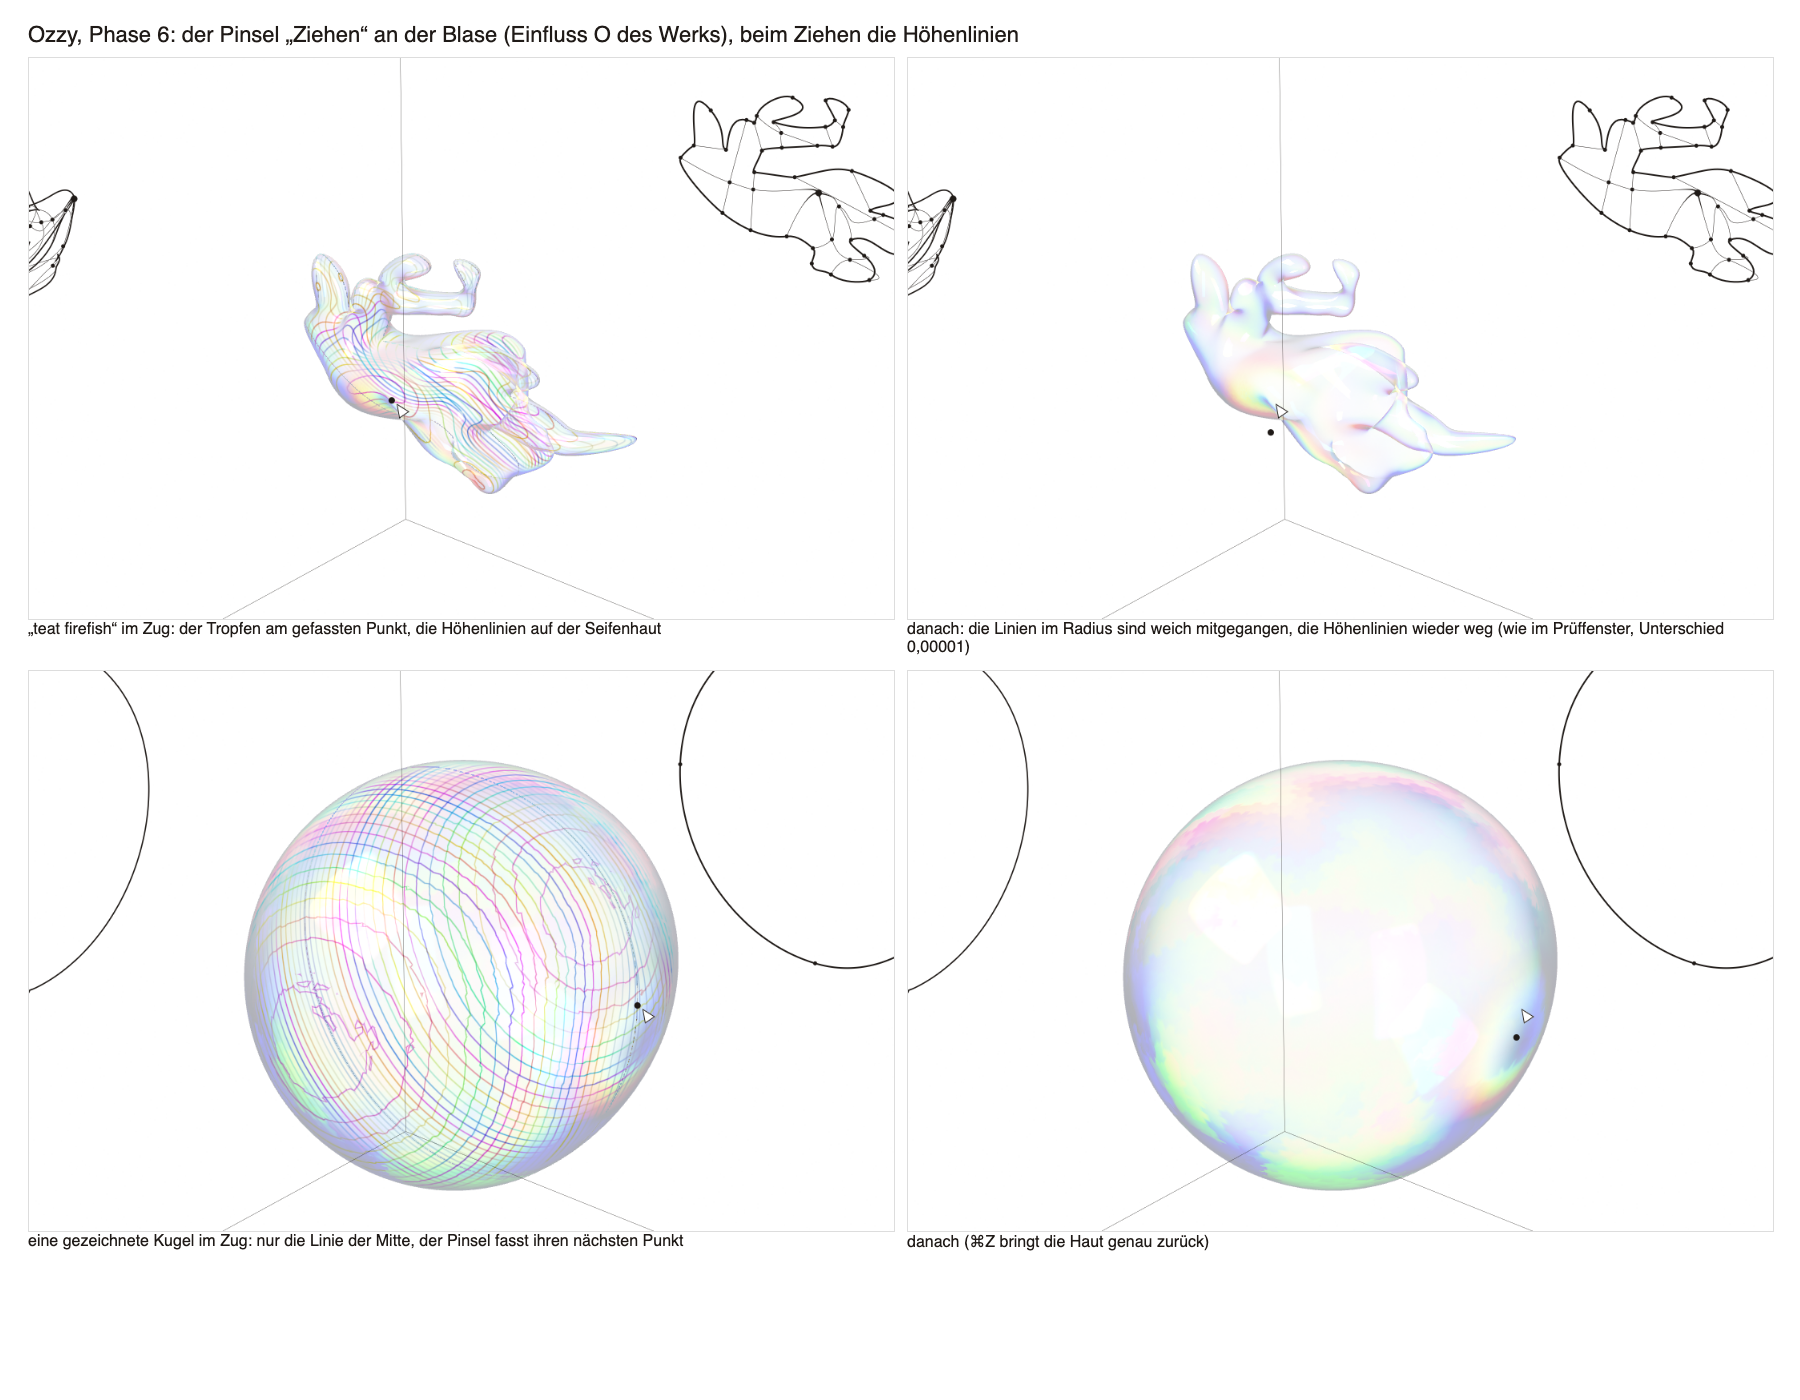 Ozzy, Phase 6: der Pinsel „Ziehen“ an der Blase (Einfluss O des Werks), beim Ziehen die Höhenlinien
„teat firefish“ im Zug: der Tropfen am gefassten Punkt, die Höhenlinien auf der Seifenhaut
danach: die Linien im Radius sind weich mitgegangen, die Höhenlinien wieder weg (wie im Prüffenster, Unterschied
0,00001)
eine gezeichnete Kugel im Zug: nur die Linie der Mitte, der Pinsel fasst ihren nächsten Punkt
danach (⌘Z bringt die Haut genau zurück)